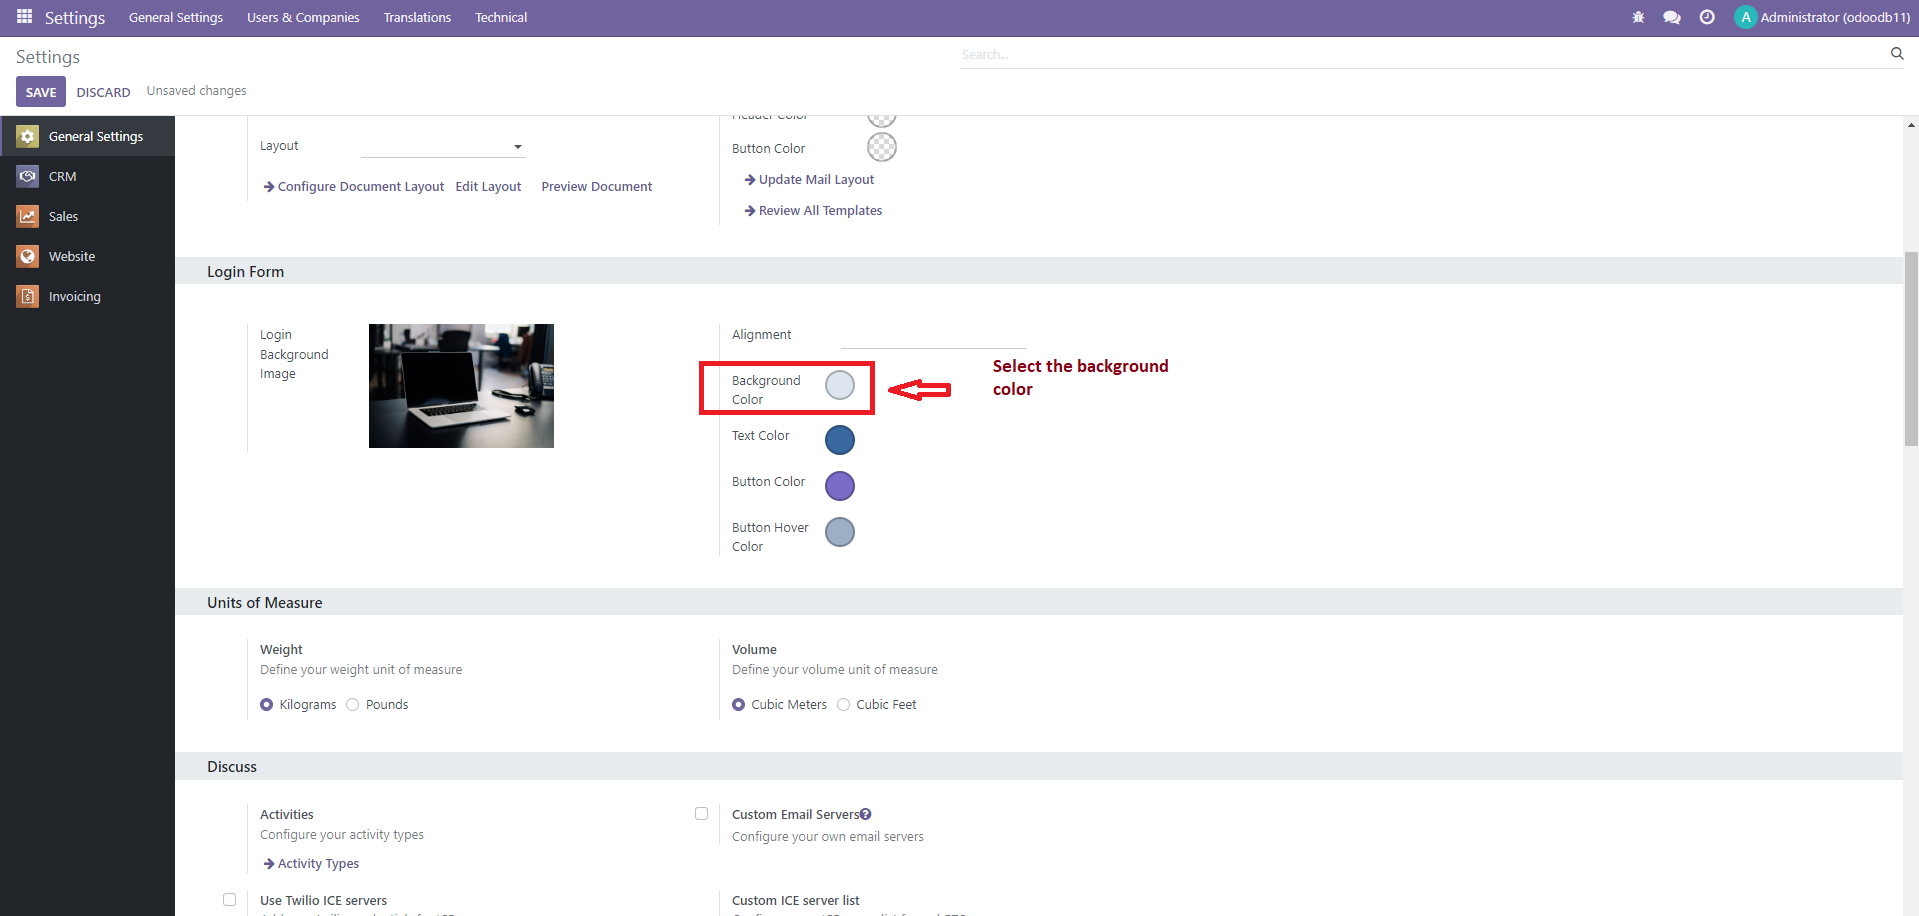 Settings
General Settings
Users & Companies
Translations
Technical
A
Administrator (odoodb11)
Settings
Search...
SAVE
DISCARD
Unsaved changes
General Settings
CRM
Sales
Website
Invoicing
Layout
Configure Document Layout
Edit Layout
Preview Document
Header Color
Button Color
Update Mail Layout
Review All Templates
Login Form
Login
Background
Image
Alignment
Background
Color
Select the background
color
Text Color
Button Color
Button Hover
Color
Units of Measure
Weight
Define your weight unit of measure
Kilograms
Pounds
Volume
Define your volume unit of measure
Cubic Meters
Cubic Feet
Discuss
Activities
Configure your activity types
Activity Types
Custom Email Servers
Configure your own email servers
Use Twilio ICE servers
Custom ICE server list